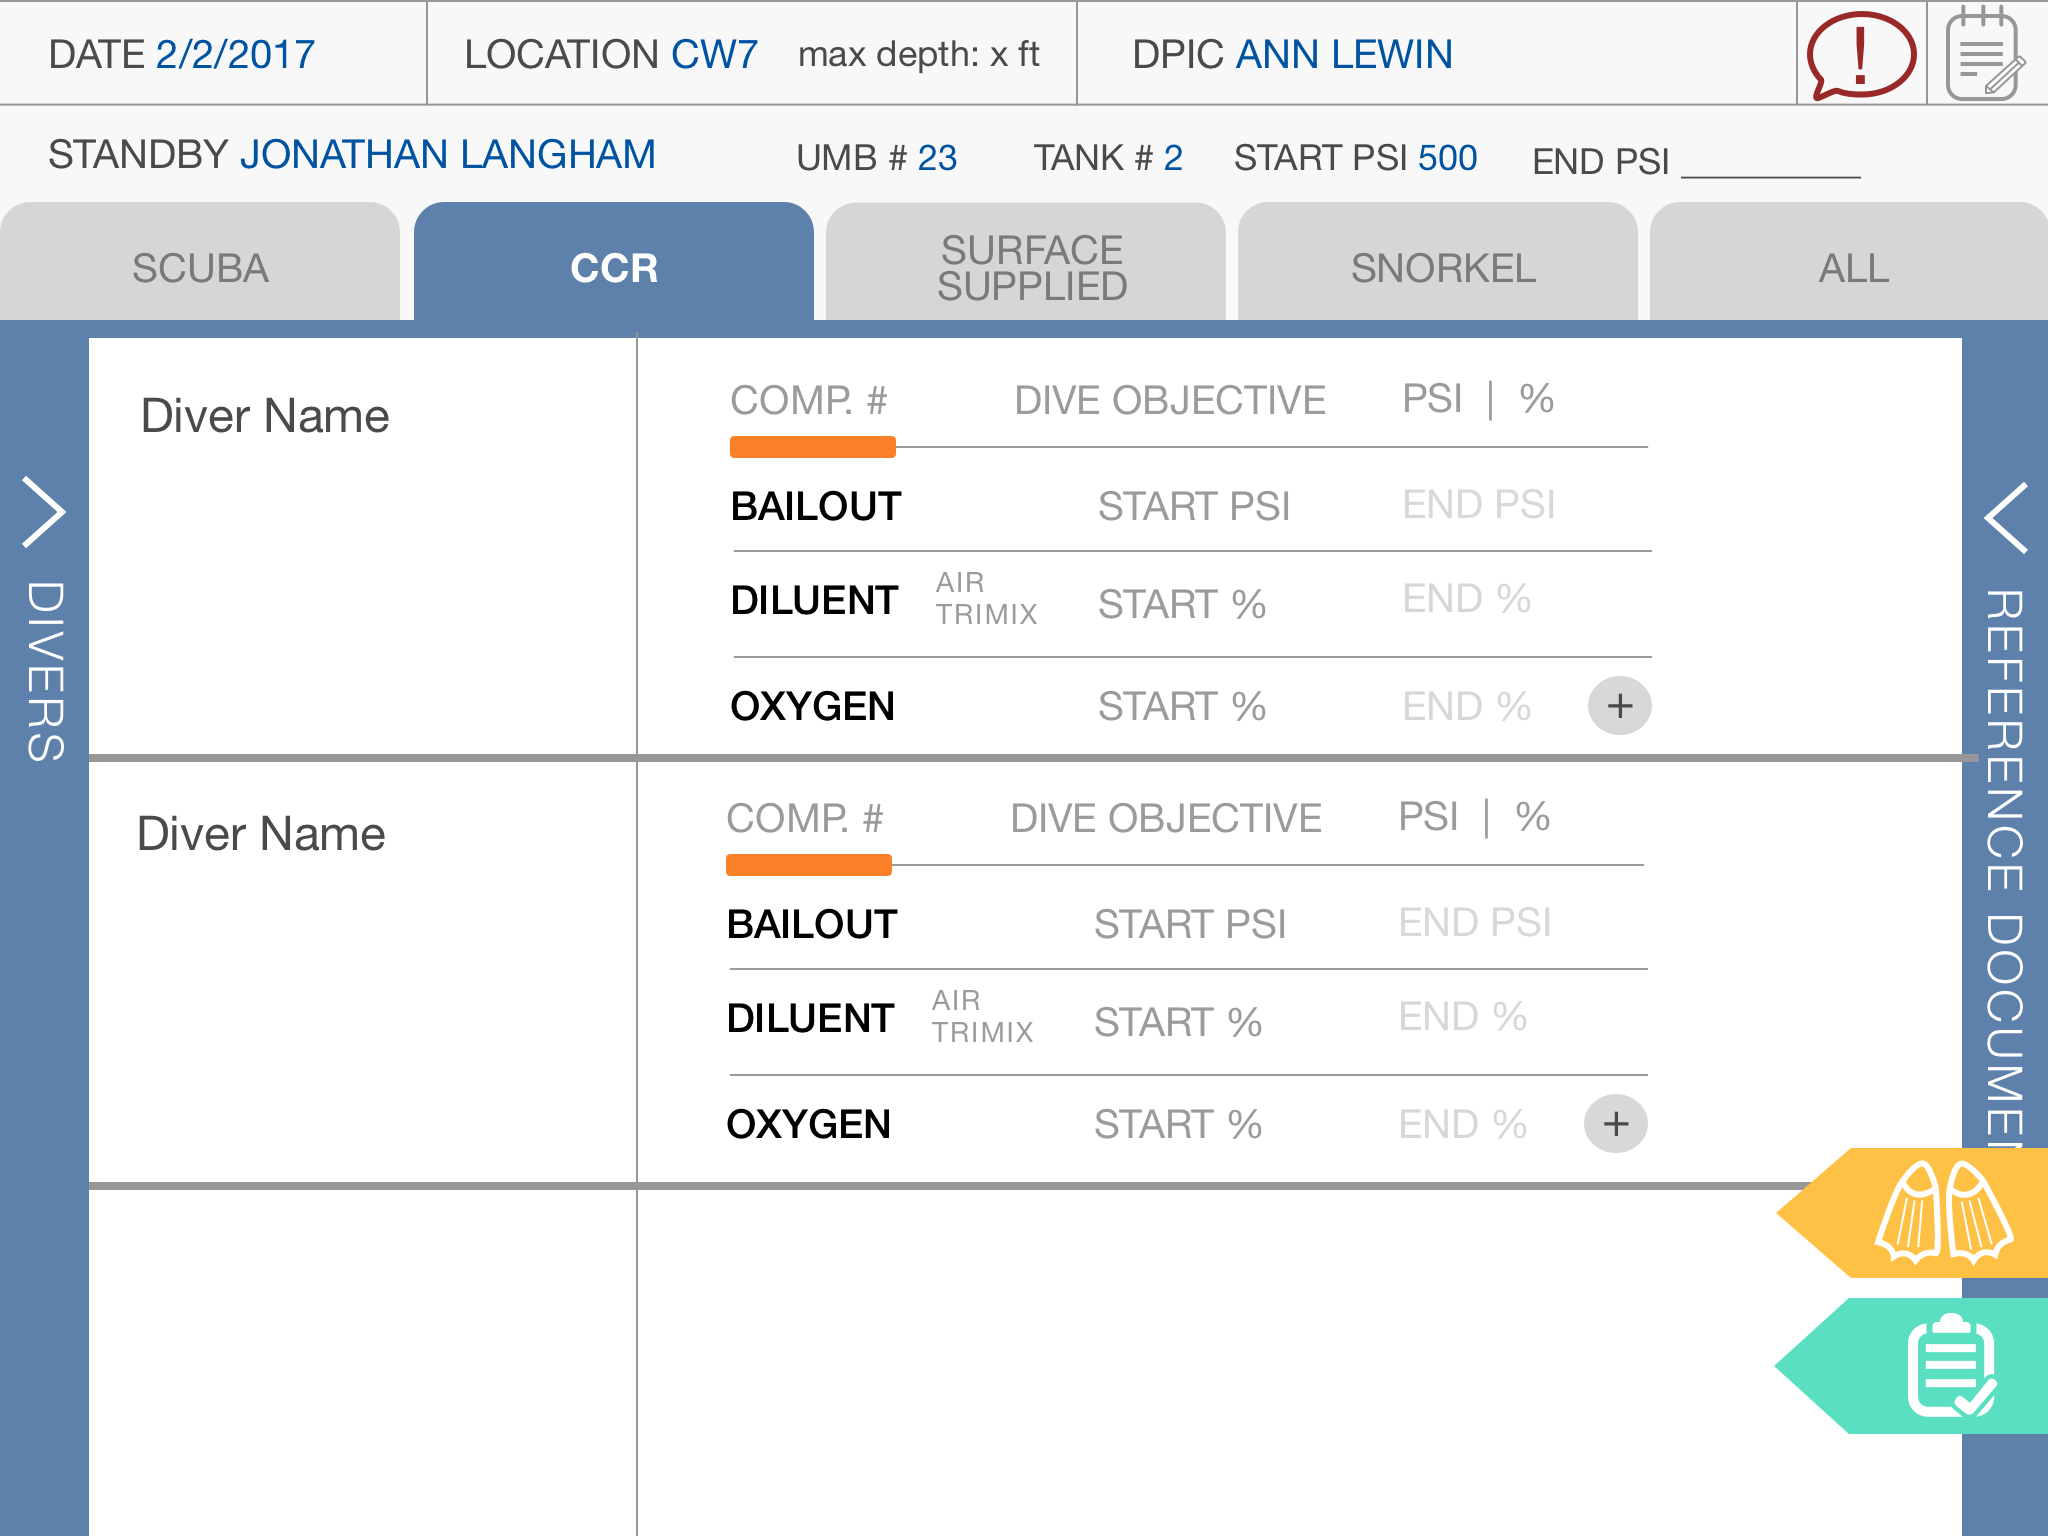 DATE 2/2/2017
LOCATION CW7 max depth: x ft
DPIC ANN LEWIN
STANDBY JONATHAN LANGHAM UMB # 23 TANK # 2 START PSI 500 END PSI
SCUBA
CCR
SURFACE
SUPPLIED
SNORKEL
ALL
DIVERS
Diver Name
COMP. # DIVE OBJECTIVE PSI | %
BAILOUT START PSI END PSI
DILUENT AIR
TRIMIX START % END %
OXYGEN START % END % +
Diver Name
COMP. # DIVE OBJECTIVE PSI | %
BAILOUT START PSI END PSI
DILUENT AIR
TRIMIX START % END %
OXYGEN START % END % +
REFERENCE